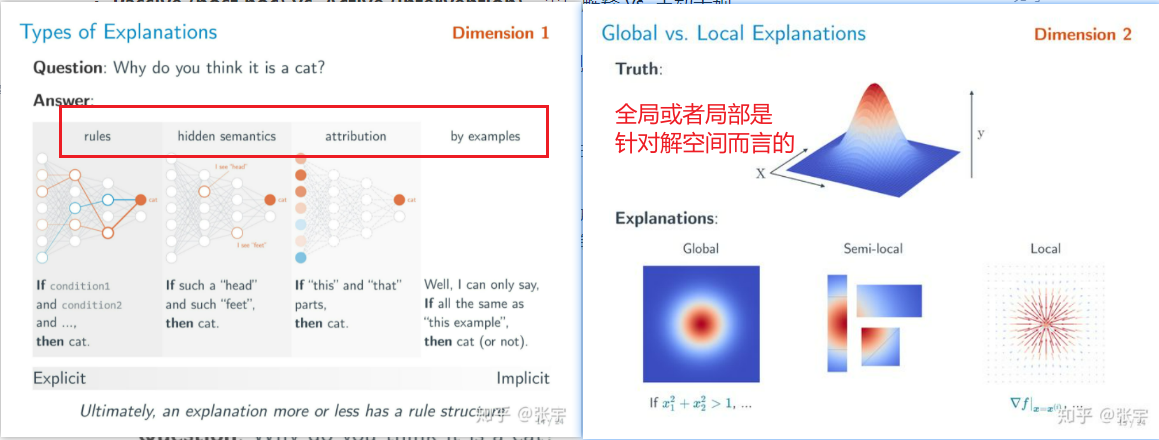 Types of Explanations
Dimension 1
Question: Why do you think it is a cat?
Answer:
rules
hidden semantics
attribution
by examples
I see "head"
cat
cat
cat
I see "feet"
If condition1
and condition2
and ...,
then cat.
If such a "head"
and such "feet",
then cat.
If "this" and "that"
parts,
then cat.
Well, I can only say,
If all the same as
"this example",
then cat (or not).
Explicit
Implicit
Ultimately, an explanation more or less has a rule structure.
知乎 @张宇
Global vs. Local Explanations
Dimension 2
Truth:
全局或者局部是
针对解空间而言的
y
X
Explanations:
Global
Semi-local
Local
If x₁² + x₂² > 1, ...
∇f|ₓ₌ₓ₍ᵢ₎, ...
知乎 @张宇